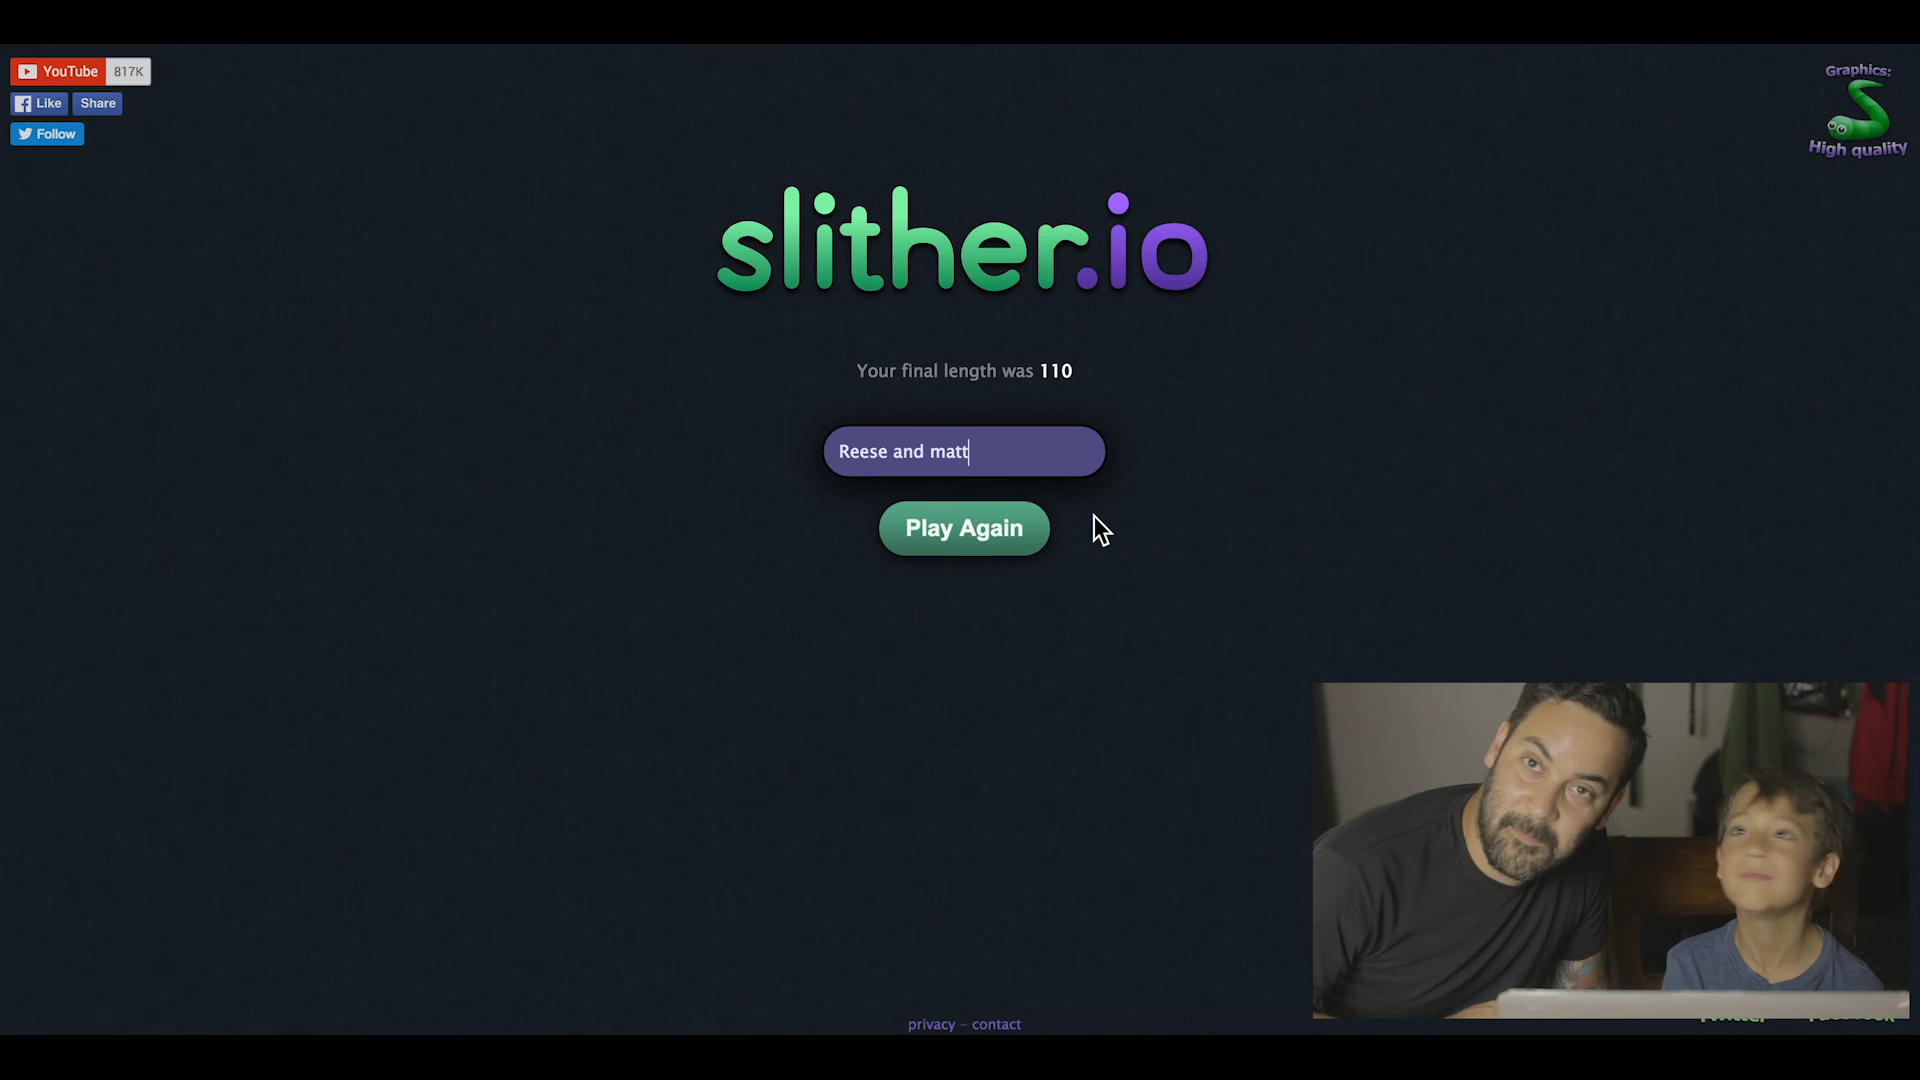 YouTube 817K
Like Share
Follow
Graphics:
High quality
slither.io
Your final length was 110
Reese and matt
Play Again
privacy - contact